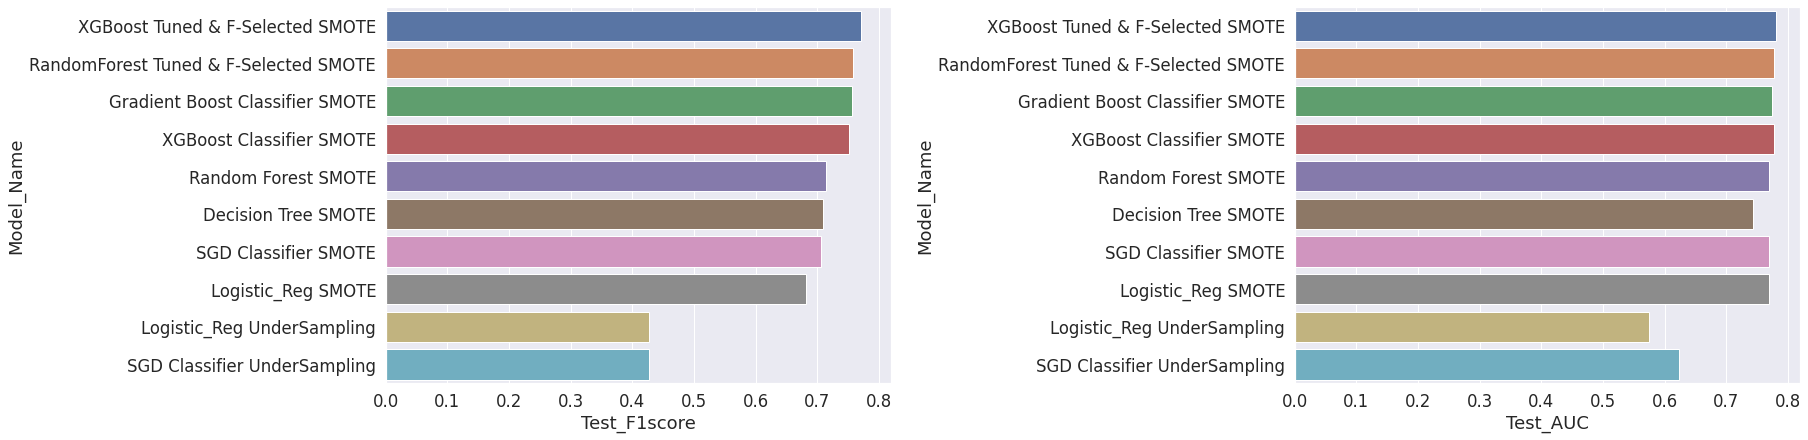 Model_Name
XGBoost Tuned & F-Selected SMOTE
RandomForest Tuned & F-Selected SMOTE
Gradient Boost Classifier SMOTE
XGBoost Classifier SMOTE
Random Forest SMOTE
Decision Tree SMOTE
SGD Classifier SMOTE
Logistic_Reg SMOTE
Logistic_Reg UnderSampling
SGD Classifier UnderSampling
0.0 0.1 0.2 0.3 0.4 0.5 0.6 0.7 0.8
Test_F1score
Model_Name
XGBoost Tuned & F-Selected SMOTE
RandomForest Tuned & F-Selected SMOTE
Gradient Boost Classifier SMOTE
XGBoost Classifier SMOTE
Random Forest SMOTE
Decision Tree SMOTE
SGD Classifier SMOTE
Logistic_Reg SMOTE
Logistic_Reg UnderSampling
SGD Classifier UnderSampling
0.0 0.1 0.2 0.3 0.4 0.5 0.6 0.7 0.8
Test_AUC